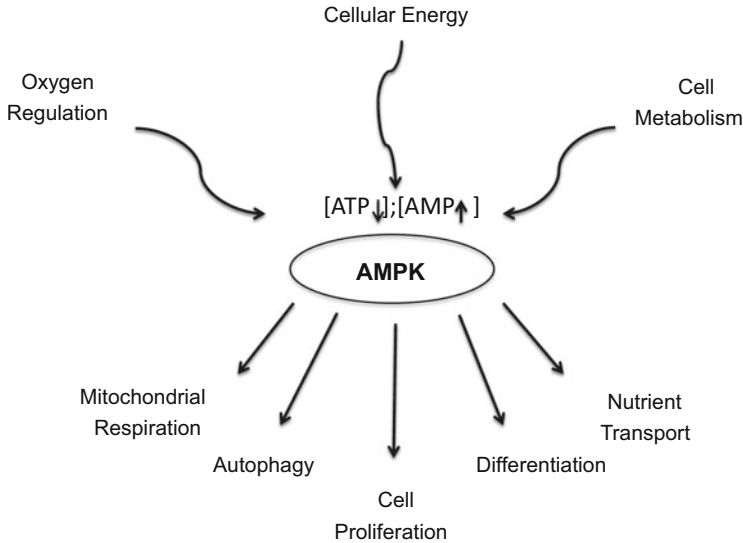 Cellular Energy
Oxygen
Regulation
Cell
Metabolism
[ATP↓];[AMP↑ ]
AMPK
Mitochondrial
Respiration
Autophagy
Cell
Proliferation
Differentiation
Nutrient
Transport